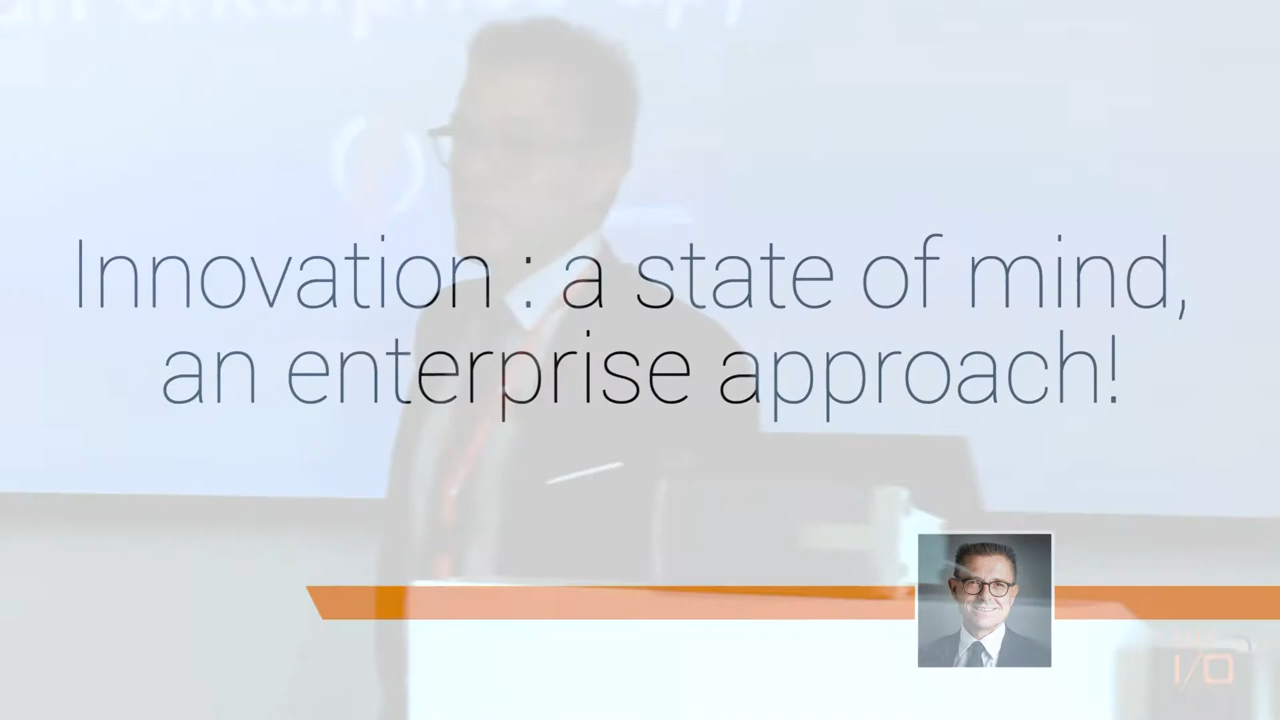 Innovation : a state of mind,
an enterprise approach!
I/O